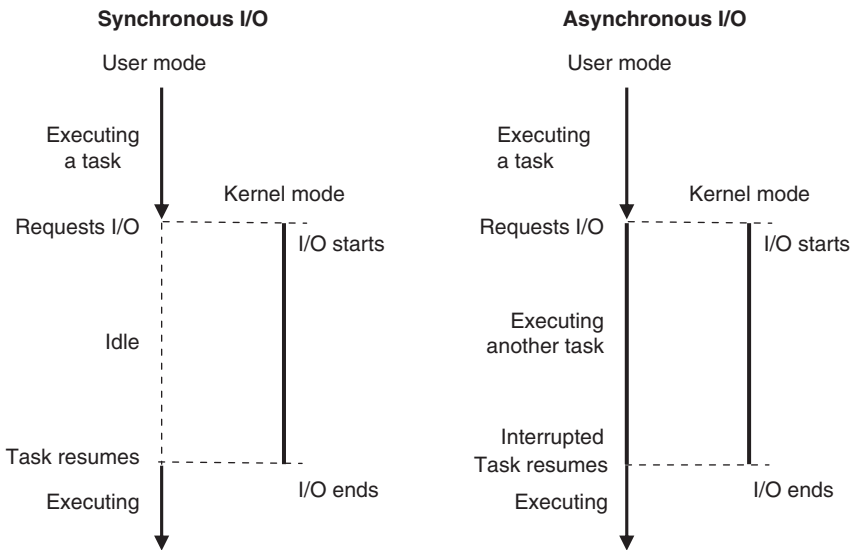 Synchronous I/O
User mode
Executing
a task
Kernel mode
Requests I/O
I/O starts
Idle
Task resumes
I/O ends
Executing
Asynchronous I/O
User mode
Executing
a task
Kernel mode
Requests I/O
I/O starts
Executing
another task
Interrupted
Task resumes
I/O ends
Executing